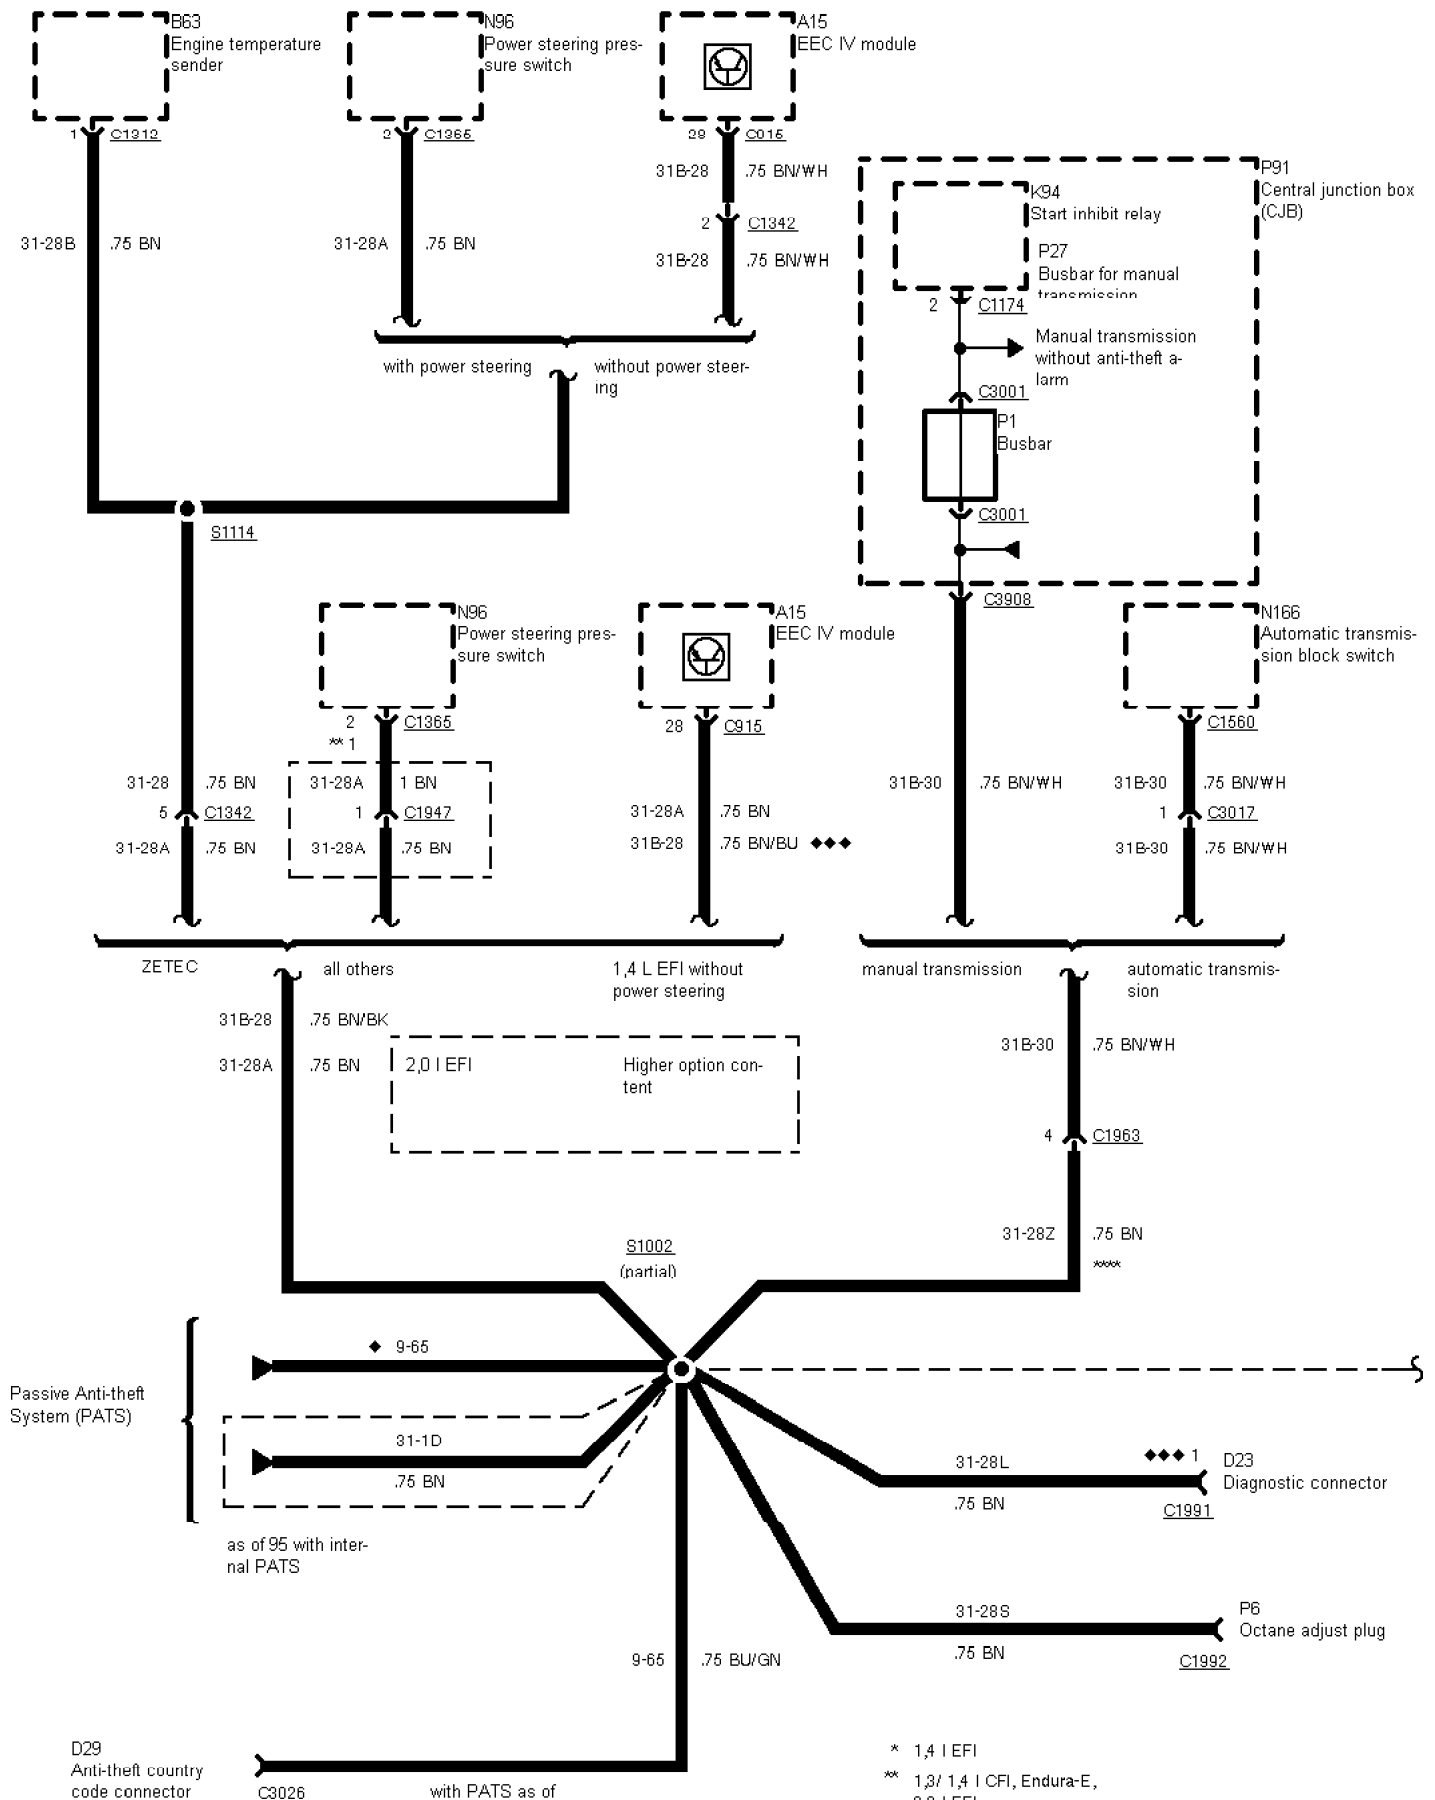 B63
Engine temperature
sender
1 C1312
N96
Power steering pres-
sure switch
2 C1365
A15
EEC IV module
29 C915
31B-28 .75 BN/WH
2 C1342
31B-28 .75 BN/WH
31-28B .75 BN
31-28A .75 BN
with power steering
without power steer-
ing
S1114
P91
Central junction box
(CJB)
K94
Start inhibit relay
P27
Busbar for manual
transmission
2 C1174
Manual transmission
without anti-theft a-
larm
C3001
P1
Busbar
C3001
C3908
N96
Power steering pres-
sure switch
2 C1365
** 1
A15
EEC IV module
28 C915
N166
Automatic transmis-
sion block switch
C1560
31-28 .75 BN
5 C1342
31-28A .75 BN
31-28A 1 BN
1 C1947
31-28A .75 BN
31-28A .75 BN
31B-28 .75 BN/BU ◆◆◆
31B-30 .75 BN/WH
31B-30 .75 BN/WH
1 C3017
31B-30 .75 BN/WH
ZETEC
all others
1,4 L EFI without
power steering
manual transmission
automatic transmis-
sion
31B-28 .75 BN/BK
31-28A .75 BN
2,0 I EFI
Higher option con-
tent
31B-30 .75 BN/WH
4 C1963
31-28Z .75 BN
****
S1002
(partial)
◆ 9-65
Passive Anti-theft
System (PATS)
31-1D
.75 BN
as of 95 with inter-
nal PATS
31-28L
.75 BN
◆◆◆ 1
D23
Diagnostic connector
C1991
31-28S
.75 BN
P6
Octane adjust plug
C1992
9-65 .75 BU/GN
D29
Anti-theft country
code connector
C3026
with PATS as of
* 1,4 I EFI
** 1,3/ 1,4 I CFI, Endura-E,